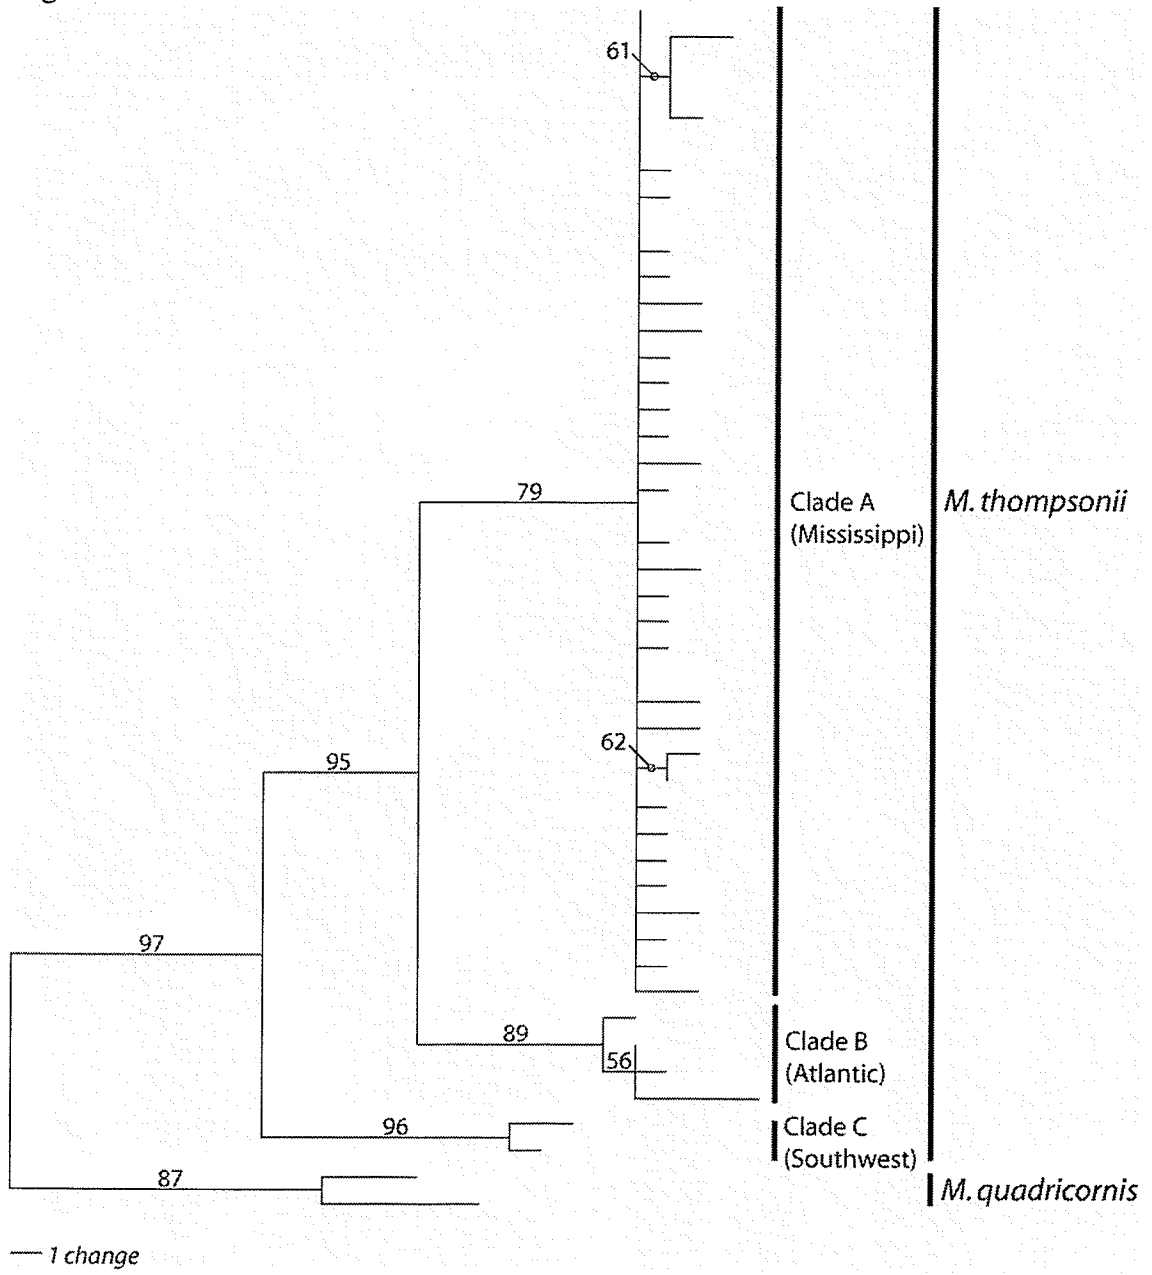 61
79
Clade A
(Mississippi)
M. thompsonii
62
95
97
89
56
Clade B
(Atlantic)
96
Clade C
(Southwest)
87
M. quadricornis
1 change